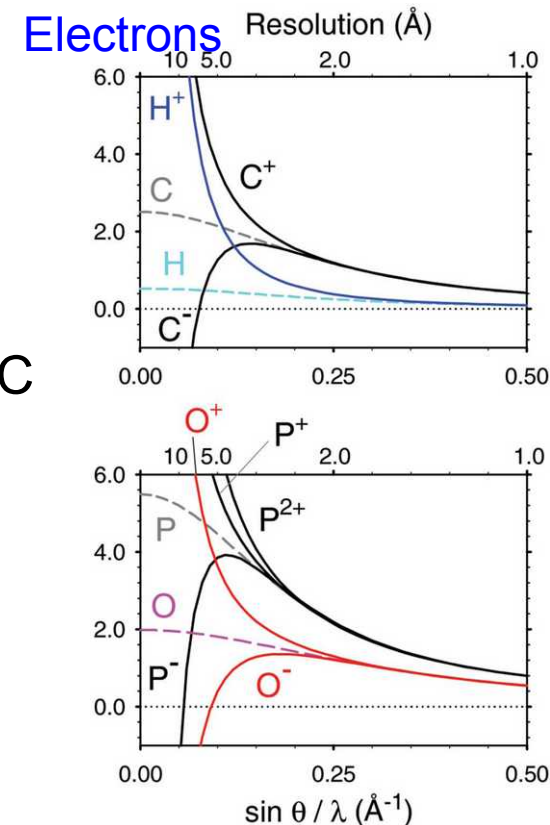 Electrons
Resolution (Å)
10 5.0 2.0 1.0
6.0
H+
C+
4.0
C
2.0
H
0.0
C-
0.00 0.25 0.50
C
O+
P+
10 5.0 2.0 1.0
6.0
P2+
P
4.0
O
2.0
P-
O-
0.0
0.00 0.25 0.50
sin θ / λ (Å-1)